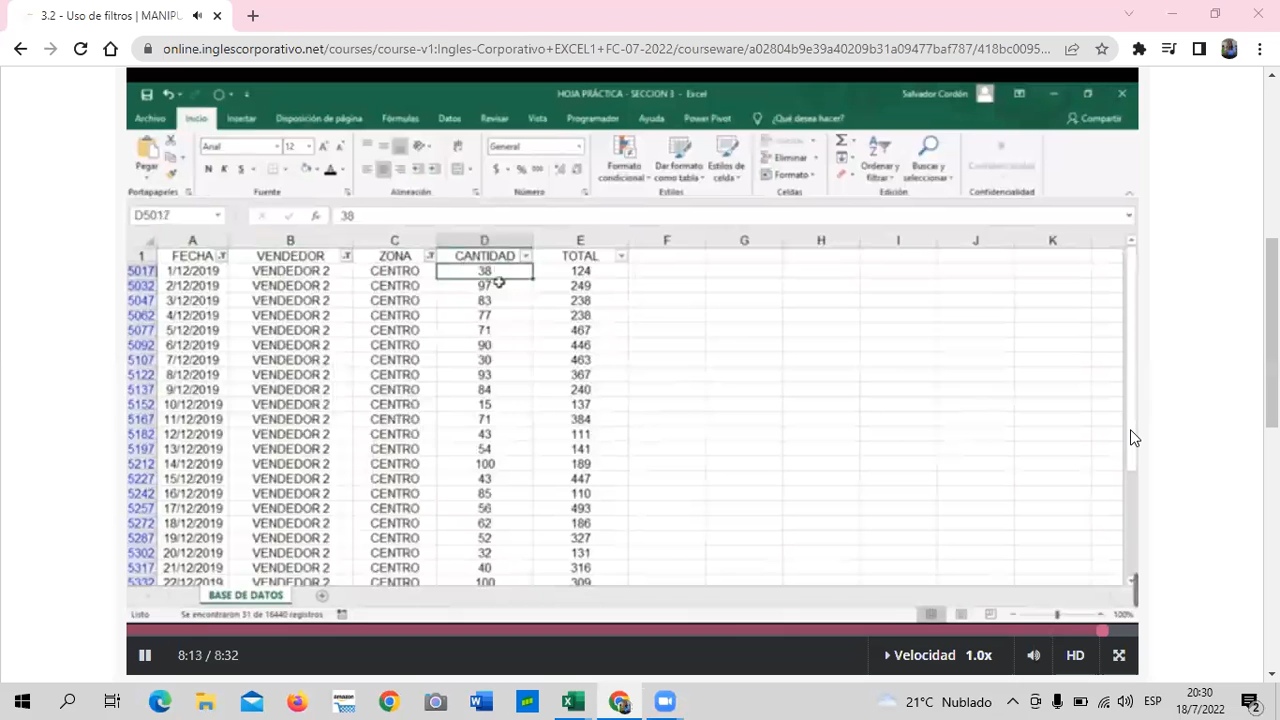 3.2 - Uso de filtros | MANIPU
online.inglescorporativo.net/courses/course-v1:Ingles-Corporativo+EXCEL1+FC-07-2022/courseware/a02804b9e39a40209b31a09477baf787/418bc0095...
HOJA PRÁCTICA - SECCION 3 - Excel
Salvador Cordón
Archivo Inicio Insertar Disposición de página Fórmulas Datos Revisar Vista Programador Ayuda Power Pivot ¿Qué desea hacer? Compartir
Pegar
Arial 12
N K S
General
$ % 000
Formato condicional
Dar formato como tabla
Estilos de celda
Eliminar
Formato
Ordenar y filtrar
Buscar y seleccionar
Portapapeles Fuente Alineación Número Estilos Celdas Edición Confidencialidad
D5017 fx 38
A B C D E F G H I J K
1 FECHA VENDEDOR ZONA CANTIDAD TOTAL
5017 1/12/2019 VENDEDOR 2 CENTRO 38 124
5032 2/12/2019 VENDEDOR 2 CENTRO 97 249
5047 3/12/2019 VENDEDOR 2 CENTRO 83 238
5062 4/12/2019 VENDEDOR 2 CENTRO 77 238
5077 5/12/2019 VENDEDOR 2 CENTRO 71 467
5092 6/12/2019 VENDEDOR 2 CENTRO 90 446
5107 7/12/2019 VENDEDOR 2 CENTRO 30 463
5122 8/12/2019 VENDEDOR 2 CENTRO 93 367
5137 9/12/2019 VENDEDOR 2 CENTRO 84 240
5152 10/12/2019 VENDEDOR 2 CENTRO 15 137
5167 11/12/2019 VENDEDOR 2 CENTRO 71 384
5182 12/12/2019 VENDEDOR 2 CENTRO 43 111
5197 13/12/2019 VENDEDOR 2 CENTRO 54 141
5212 14/12/2019 VENDEDOR 2 CENTRO 100 189
5227 15/12/2019 VENDEDOR 2 CENTRO 43 447
5242 16/12/2019 VENDEDOR 2 CENTRO 85 110
5257 17/12/2019 VENDEDOR 2 CENTRO 56 493
5272 18/12/2019 VENDEDOR 2 CENTRO 62 186
5287 19/12/2019 VENDEDOR 2 CENTRO 52 327
5302 20/12/2019 VENDEDOR 2 CENTRO 32 131
5317 21/12/2019 VENDEDOR 2 CENTRO 40 316
5332 22/12/2019 VENDEDOR 2 CENTRO 100 309
BASE DE DATOS
Listo Se encontraron 31 de 16440 registros 100%
8:13 / 8:32 Velocidad 1.0x HD
amazon
21°C Nublado ESP
20:30
18/7/2022
2